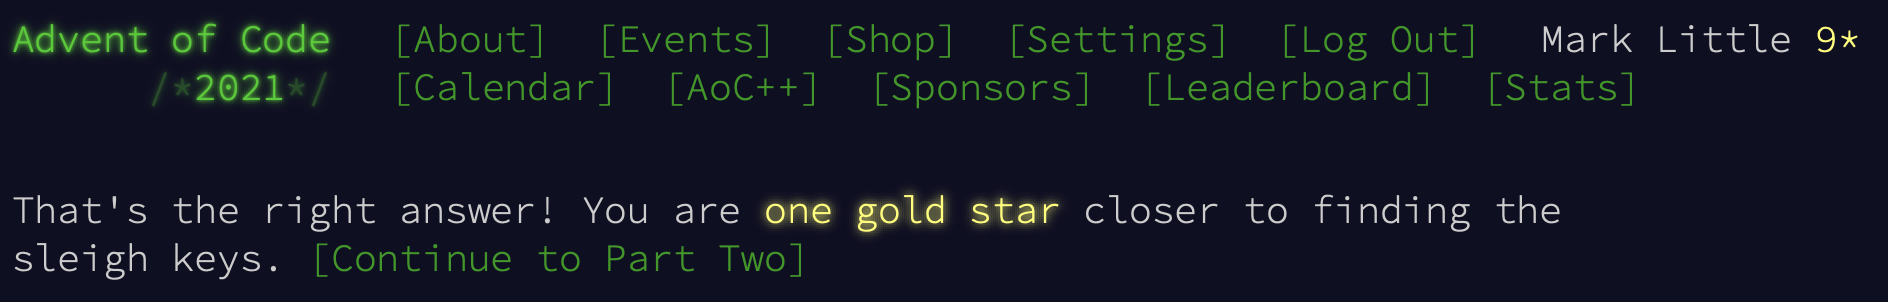 Advent of Code [About] [Events] [Shop] [Settings] [Log Out] Mark Little 9*
/*2021*/ [Calendar] [AoC++] [Sponsors] [Leaderboard] [Stats]
That's the right answer! You are one gold star closer to finding the
sleigh keys. [Continue to Part Two]